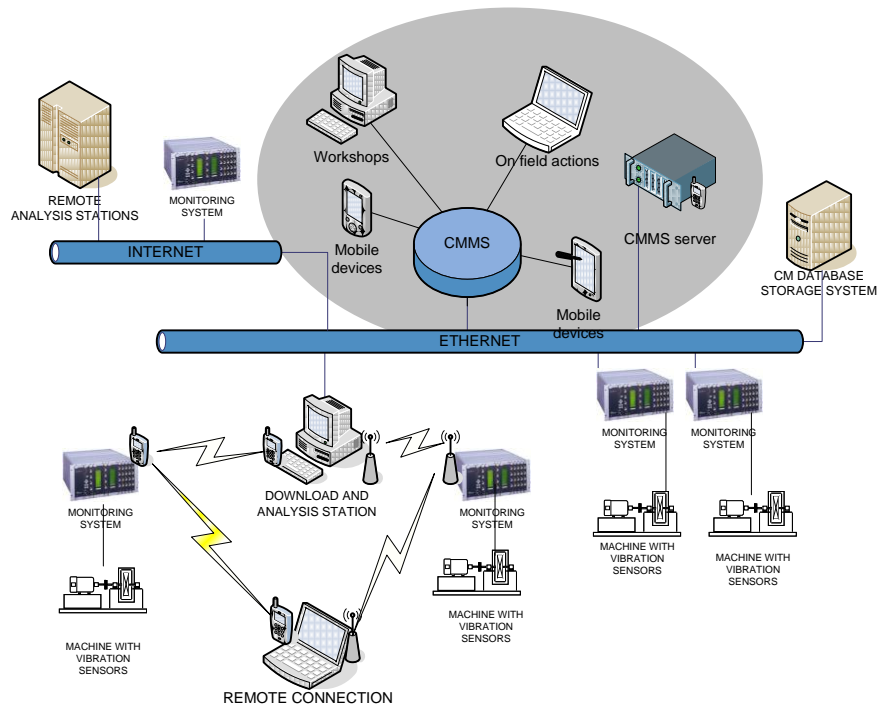 Workshops
On field actions
REMOTE
ANALYSIS STATIONS
MONITORING
SYSTEM
Mobile
devices
CMMS
CMMS server
INTERNET
CM DATABASE
STORAGE SYSTEM
Mobile
devices
ETHERNET
MONITORING
SYSTEM
MONITORING
SYSTEM
DOWNLOAD AND
ANALYSIS STATION
MONITORING
SYSTEM
MONITORING
SYSTEM
MACHINE WITH
VIBRATION
SENSORS
MACHINE WITH
VIBRATION
SENSORS
MACHINE WITH
VIBRATION
SENSORS
MACHINE WITH
VIBRATION
SENSORS
REMOTE CONNECTION